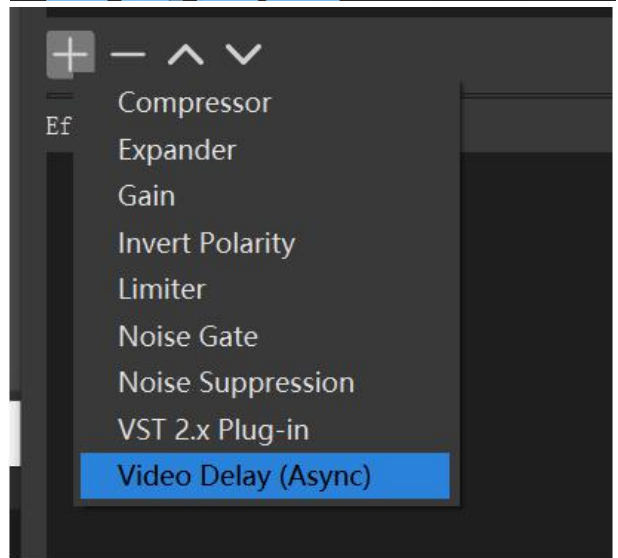 Ef
Compressor
Expander
Gain
Invert Polarity
Limiter
Noise Gate
Noise Suppression
VST 2.x Plug-in
Video Delay (Async)